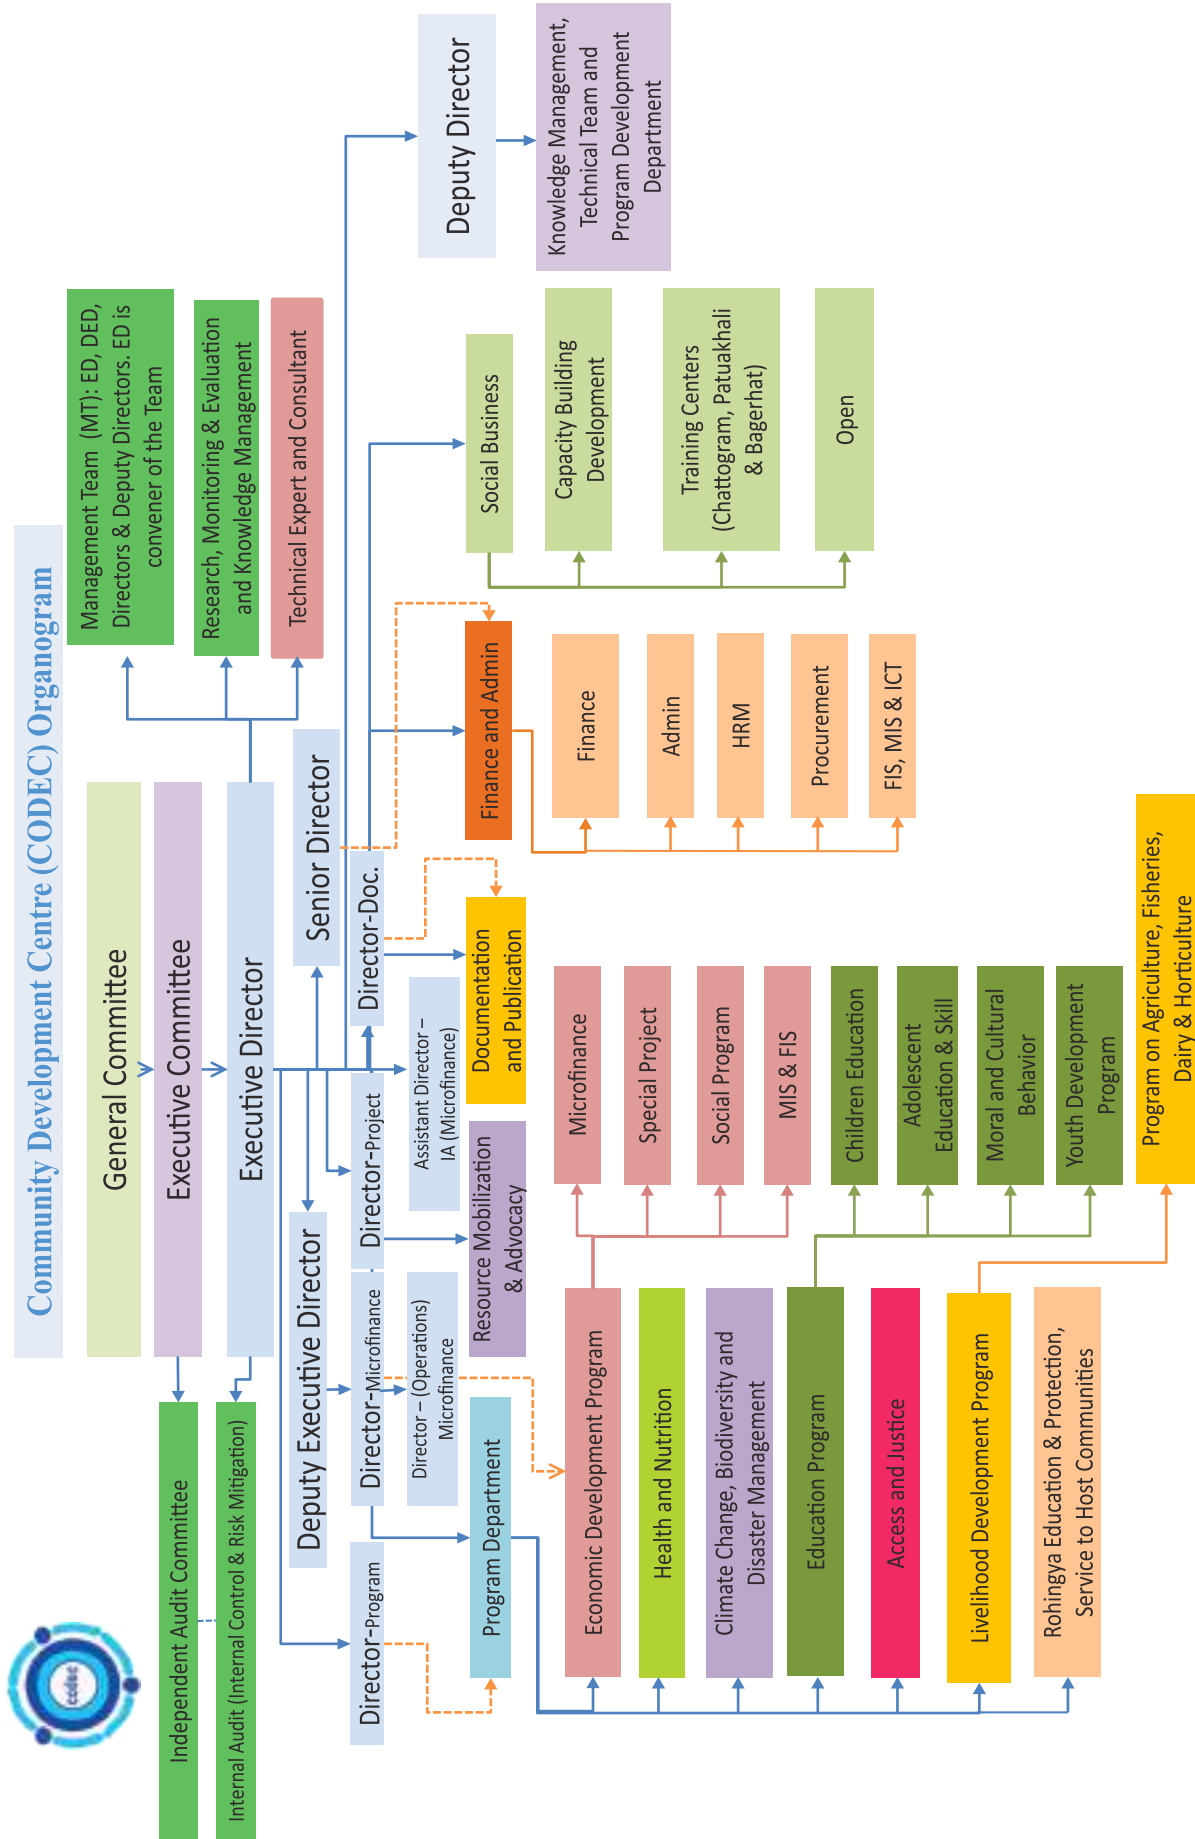 Community Development Centre (CODEC) Organogram
codec
General Committee
Executive Committee
Executive Director
Independent Audit Committee
Internal Audit (Internal Control & Risk Mitigation)
Management Team (MT): ED, DED,
Directors & Deputy Directors. ED is
convener of the Team
Research, Monitoring & Evaluation
and Knowledge Management
Technical Expert and Consultant
Deputy Executive Director
Senior Director
Director-Program
Director-Microfinance
Director-Project
Director-Doc.
Director – (Operations)
Microfinance
Assistant Director –
IA (Microfinance)
Deputy Director
Program Department
Resource Mobilization
& Advocacy
Documentation
and Publication
Finance and Admin
Social Business
Knowledge Management,
Technical Team and
Program Development
Department
Economic Development Program
Health and Nutrition
Climate Change, Biodiversity and
Disaster Management
Education Program
Access and Justice
Livelihood Development Program
Rohingya Education & Protection,
Service to Host Communities
Microfinance
Special Project
Social Program
MIS & FIS
Children Education
Adolescent
Education & Skill
Moral and Cultural
Behavior
Youth Development
Program
Program on Agriculture, Fisheries,
Dairy & Horticulture
Finance
Admin
HRM
Procurement
FIS, MIS & ICT
Capacity Building
Development
Training Centers
(Chattogram, Patuakhali
& Bagerhat)
Open